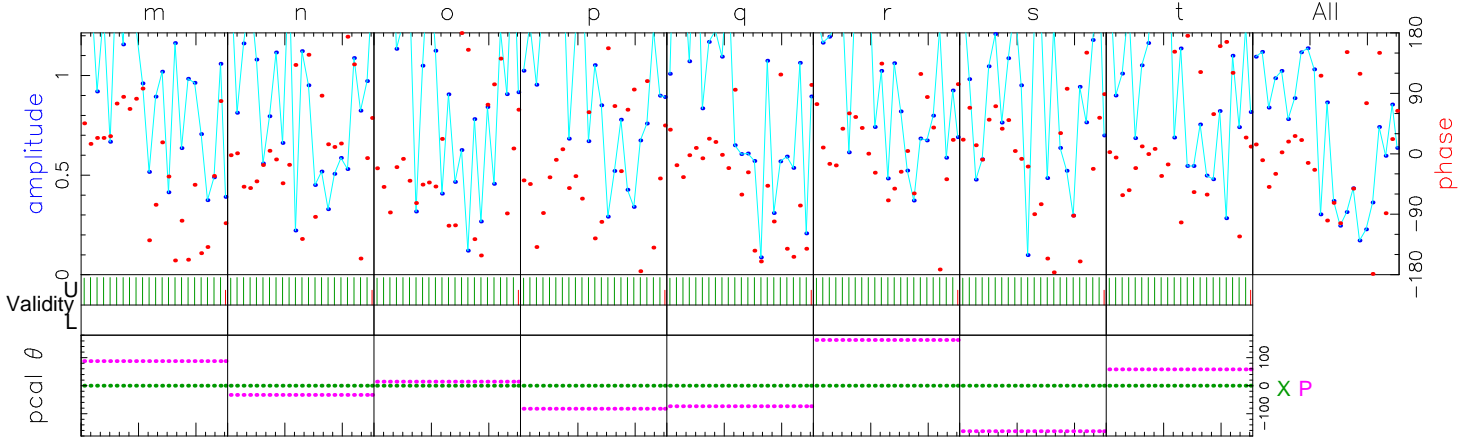 m n o p q r s t All
amplitude
1
0.5
0
180
90
0
−90
−180
phase
U
Validity
L
pcal θ
100
0
−100
X P